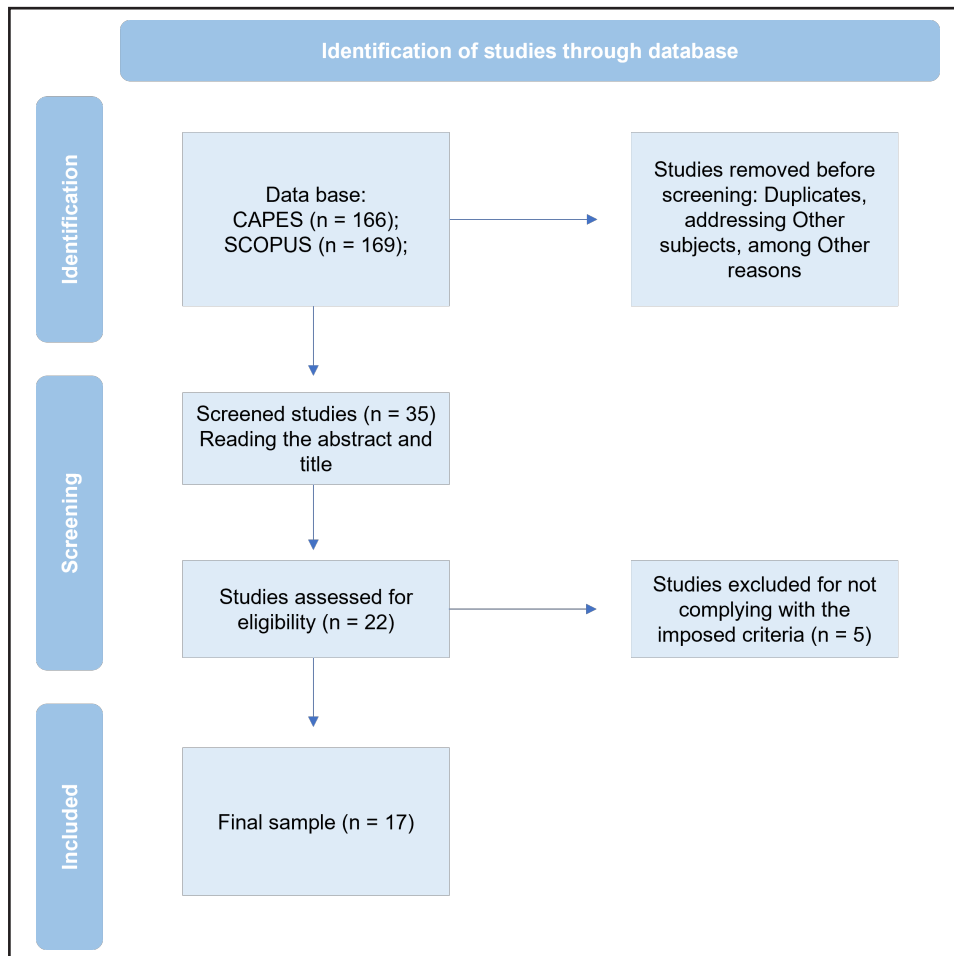 Identification of studies through database
Identification
Data base:
CAPES (n = 166);
SCOPUS (n = 169);
Studies removed before
screening: Duplicates,
addressing Other
subjects, among Other
reasons
Screening
Screened studies (n = 35)
Reading the abstract and
title
Studies assessed for
eligibility (n = 22)
Studies excluded for not
complying with the
imposed criteria (n = 5)
Included
Final sample (n = 17)